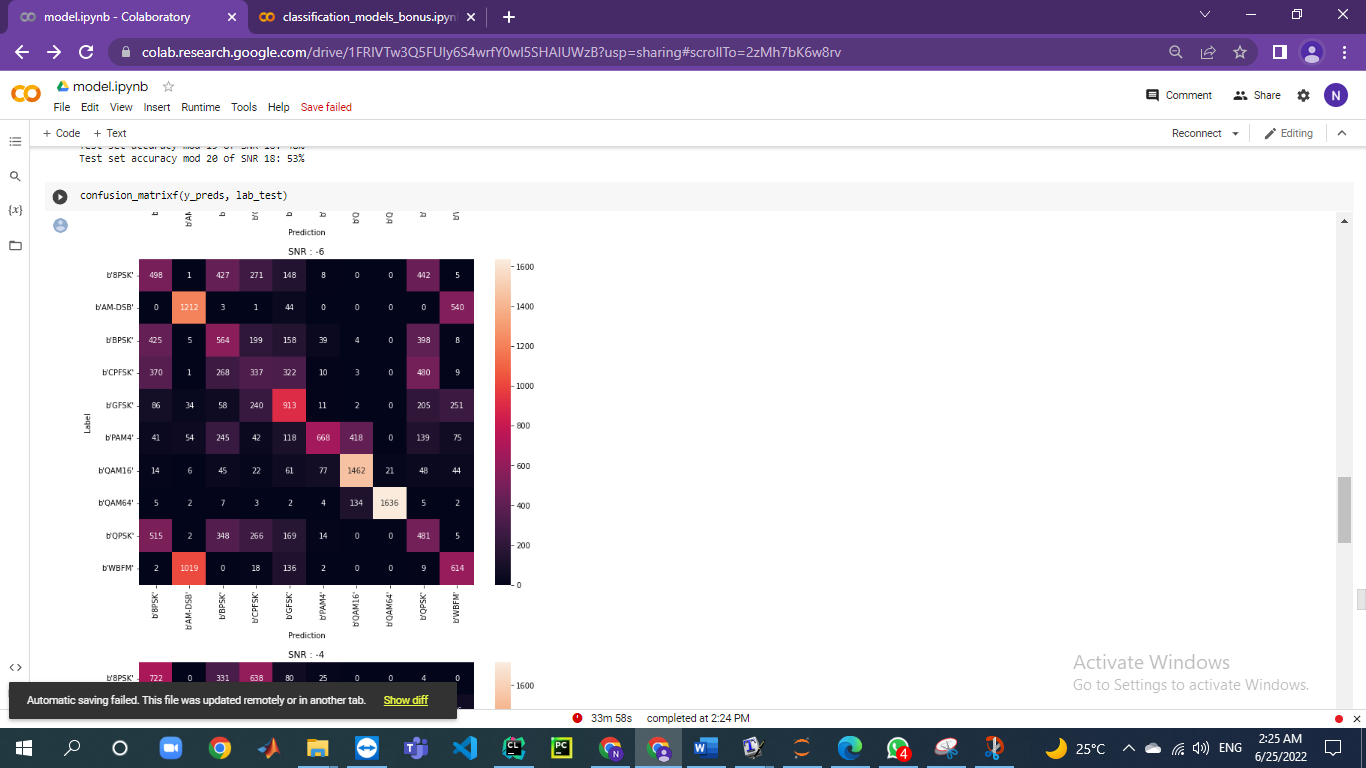 model.ipynb - Colaboratory
classification_models_bonus.ipyn
colab.research.google.com/drive/1FRlVTw3Q5FUIy6S4wrfY0wI5SHAIUWzB?usp=sharing#scrollTo=2zMh7bK6w8rv
model.ipynb
Comment Share N
File Edit View Insert Runtime Tools Help Save failed
+ Code + Text Reconnect Editing
Test set accuracy mod 20 of SNR 18: 53%
confusion_matrixf(y_preds, lab_test)
Prediction
SNR : -6
b'8PSK' 498 1 427 271 148 8 0 0 442 5
b'AM-DSB' 0 1212 3 1 44 0 0 0 0 540
b'BPSK' 425 5 564 199 158 39 4 0 398 8
b'CPFSK' 370 1 268 337 322 10 3 0 480 9
b'GFSK' 86 34 58 240 913 11 2 0 205 251
b'PAM4' 41 54 245 42 118 668 418 0 139 75
b'QAM16' 14 6 45 22 61 77 1462 21 48 44
b'QAM64' 5 2 7 3 2 4 134 1636 5 2
b'QPSK' 515 2 348 266 169 14 0 0 481 5
b'WBFM' 2 1019 0 18 136 2 0 0 9 614
Label
1600
1400
1200
1000
800
600
400
200
0
b'8PSK' b'AM-DSB' b'BPSK' b'CPFSK' b'GFSK' b'PAM4' b'QAM16' b'QAM64' b'QPSK' b'WBFM'
Prediction
SNR : -4
b'8PSK' 722 0 331 638 80 25 0 0 4 0
1600
Activate Windows
Go to Settings to activate Windows.
Automatic saving failed. This file was updated remotely or in another tab. Show diff
33m 58s completed at 2:24 PM
4
25°C ENG
2:25 AM
6/25/2022